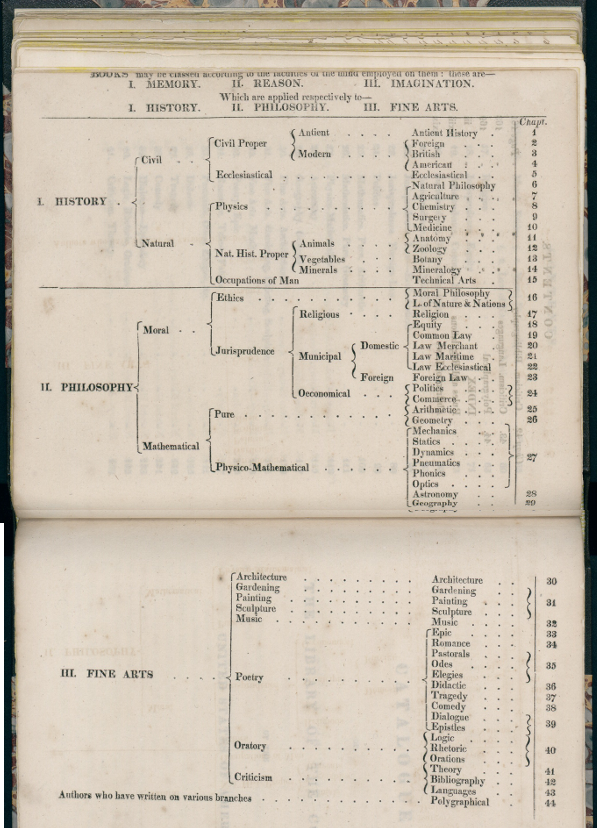 BOOKS may be classed according to the faculties of the mind employed on them: these are—
I. MEMORY. II. REASON. III. IMAGINATION.
Which are applied respectively to—
I. HISTORY. II. PHILOSOPHY. III. FINE ARTS.
Chapt.
Antient . . . . Antient History . 1
Civil Proper Foreign . . 2
Modern . . . . British . . . 3
Civil . . American . . 4
Ecclesiastical . . . . . . . . Ecclesiastical . 5
Natural Philosophy 6
I. HISTORY . Agriculture . . 7
Physics . . . . . . . Chemistry . . . 8
Surgery . . . 9
Medicine . . . 10
Natural . Animals . . . . Anatomy . . . 11
Zoology . . . 12
Nat. Hist. Proper Vegetables . . . Botany . . . 13
Minerals . . . Mineralogy . . 14
Occupations of Man . . . . . . Technical Arts . 15
Ethics . . . . . . . . . Moral Philosophy
L. of Nature & Nations 16
Religious . . . . . Religion . . . 17
Moral . . Equity . . . 18
Common Law . . 19
Jurisprudence Municipal Domestic Law Merchant . 20
Law Maritime . 21
Law Ecclesiastical 22
Foreign Foreign Law . . 23
II. PHILOSOPHY Oeconomical . . . Politics . . .
Commerce . . . 24
Pure . . . . . . . . . . Arithmetic . . 25
Geometry . . . 26
Mechanics . .
Mathematical Statics . . .
Dynamics . . .
Physico-Mathematical . . . . . Pneumatics . . 27
Phonics . . .
Optics . . .
Astronomy . . 28
Geography . . 29
Architecture . . . . . . . . Architecture . . 30
Gardening Gardening . .
Painting . . . . . . . . Painting . . 31
Sculpture . . . . . . . . Sculpture . .
Music . . . . . . . . Music . . . 32
Epic . . . 33
Romance . . . 34
Pastorals . .
Odes . . . 35
III. FINE ARTS . . . . Poetry . . . . . . . . Elegies . . .
Didactic . . . 36
Tragedy . . . 37
Comedy . . . 38
Dialogue . . .
Epistles . . . 39
Logic . . .
Oratory . . . . . . . . Rhetoric . . . 40
Orations . . .
Theory . . . 41
Criticism . . . . . . . . Bibliography . . 42
Languages . . 43
Authors who have written on various branches . . . . . . . . Polygraphical . . 44